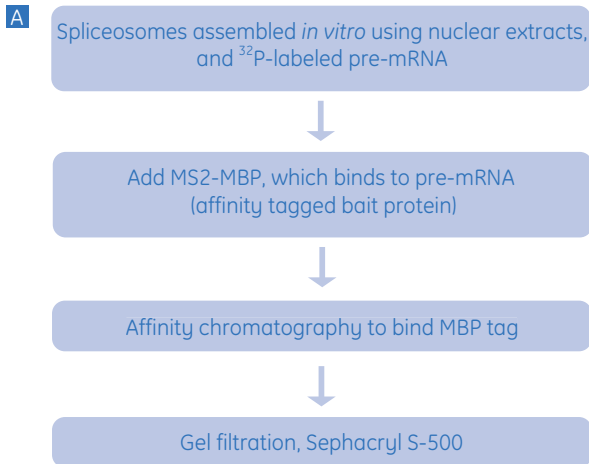 A
Spliceosomes assembled in vitro using nuclear extracts,
and ³²P-labeled pre-mRNA
Add MS2-MBP, which binds to pre-mRNA
(affinity tagged bait protein)
Affinity chromatography to bind MBP tag
Gel filtration, Sephacryl S-500